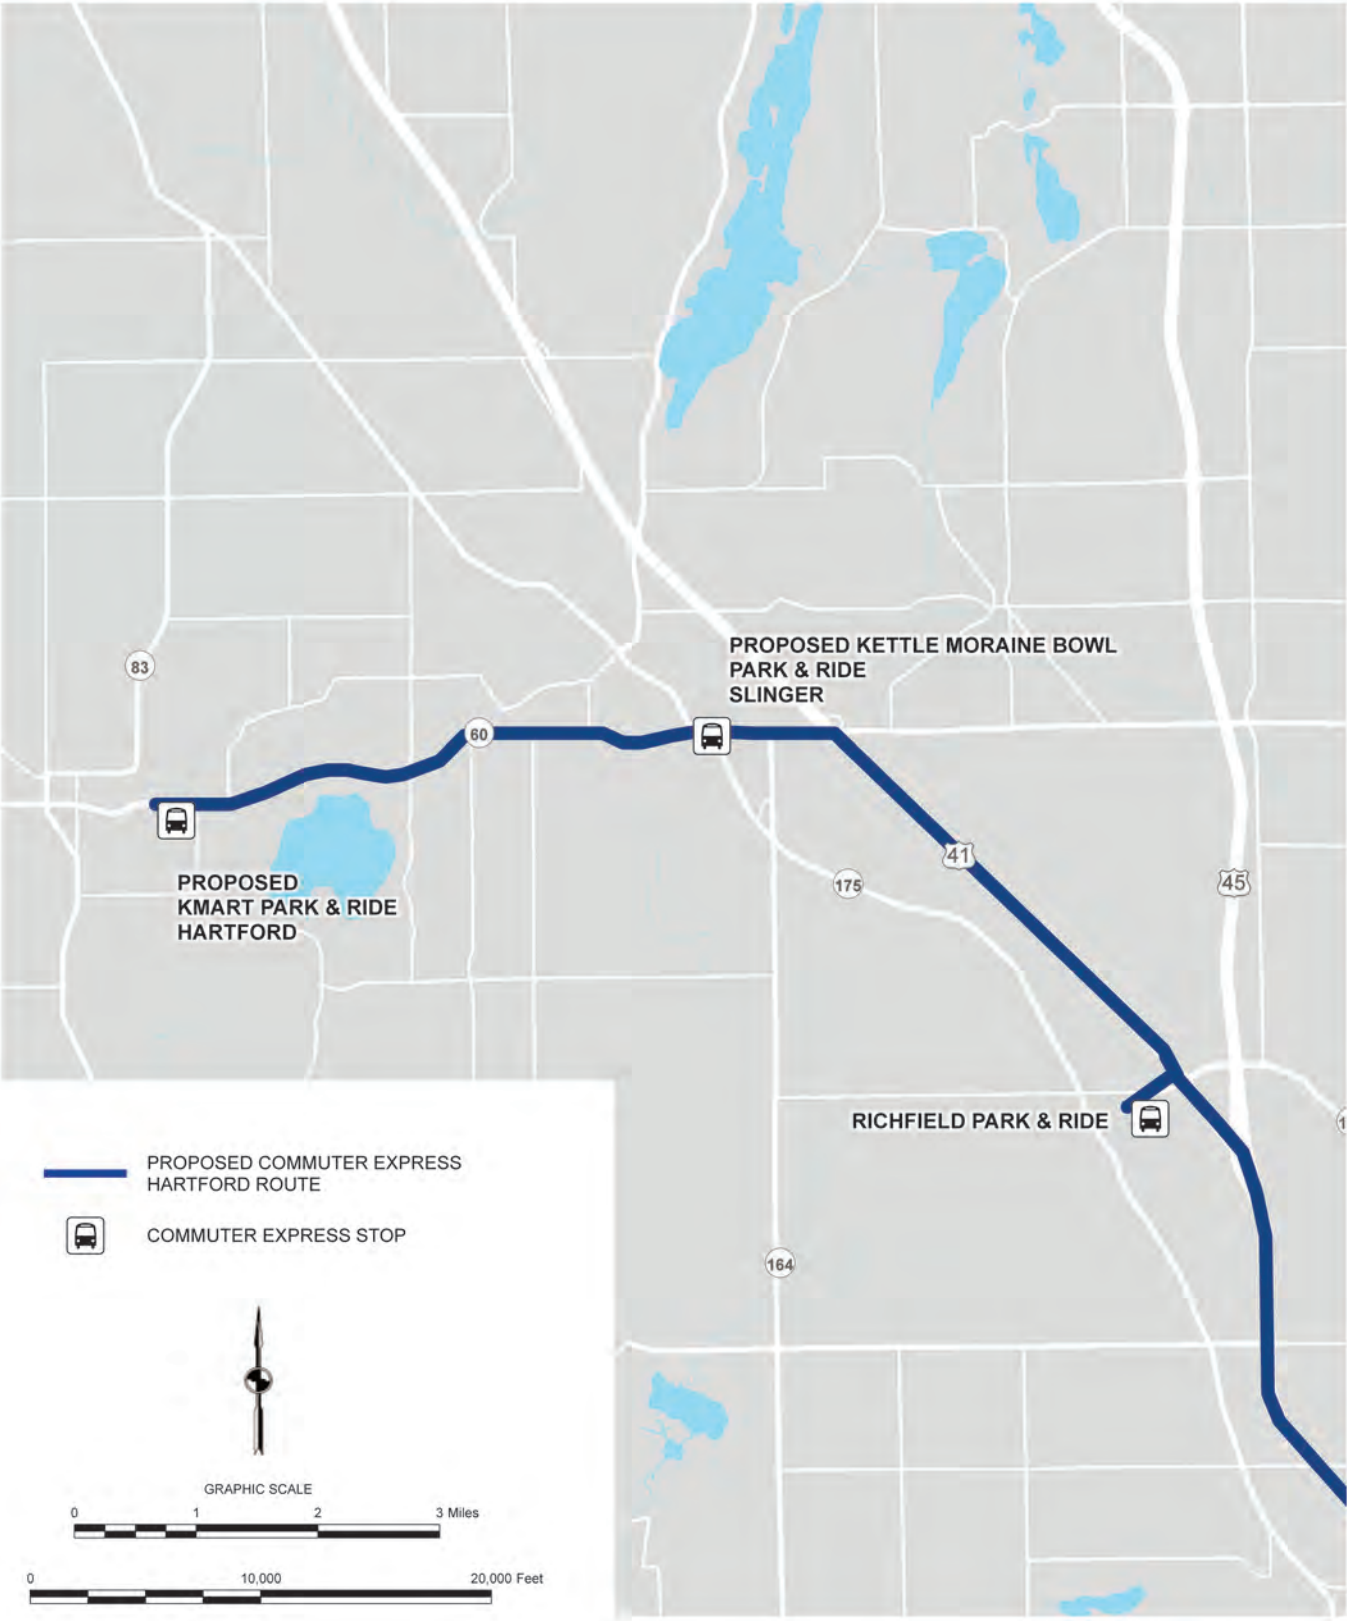 83
PROPOSED KETTLE MORAINE BOWL
PARK & RIDE
SLINGER
60
41
175
45
PROPOSED
KMART PARK & RIDE
HARTFORD
RICHFIELD PARK & RIDE
164
PROPOSED COMMUTER EXPRESS
HARTFORD ROUTE
COMMUTER EXPRESS STOP
GRAPHIC SCALE
0 1 2 3 Miles
0 10,000 20,000 Feet